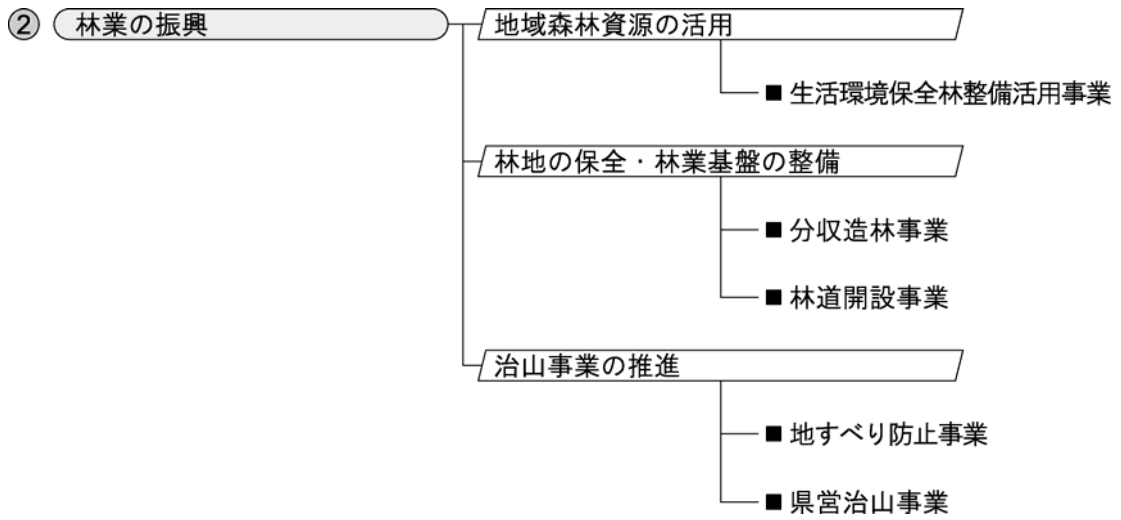 ② 林業の振興
地域森林資源の活用
■ 生活環境保全林整備活用事業
林地の保全・林業基盤の整備
■ 分収造林事業
■ 林道開設事業
治山事業の推進
■ 地すべり防止事業
■ 県営治山事業